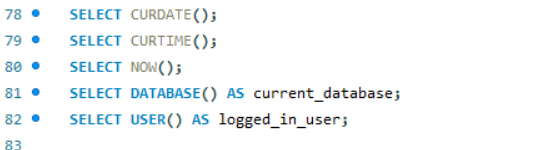 78 SELECT CURDATE();
79 SELECT CURTIME();
80 SELECT NOW();
81 SELECT DATABASE() AS current_database;
82 SELECT USER() AS logged_in_user;
83